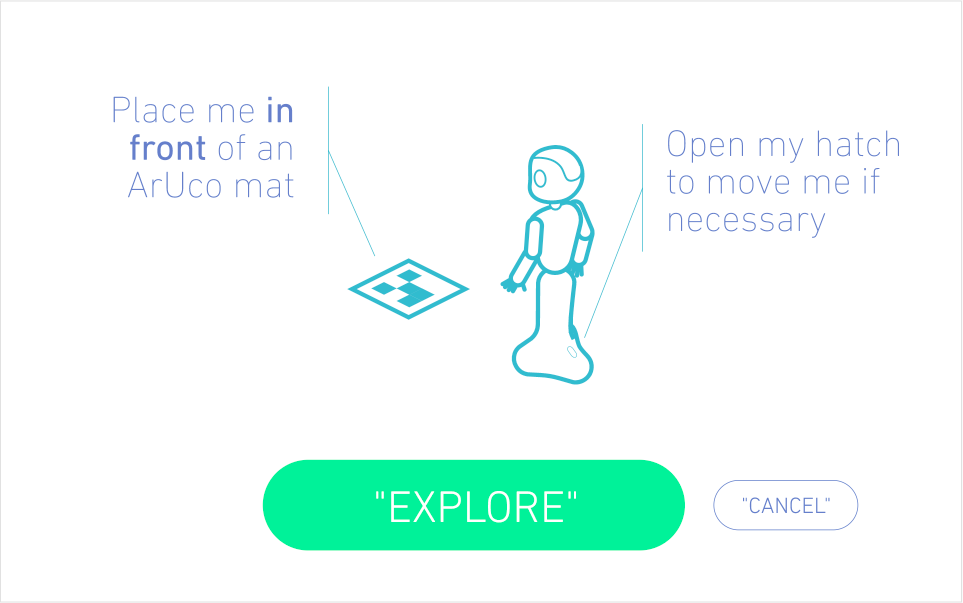 Place me in
front of an
ArUco mat
Open my hatch
to move me if
necessary
"EXPLORE"
"CANCEL"